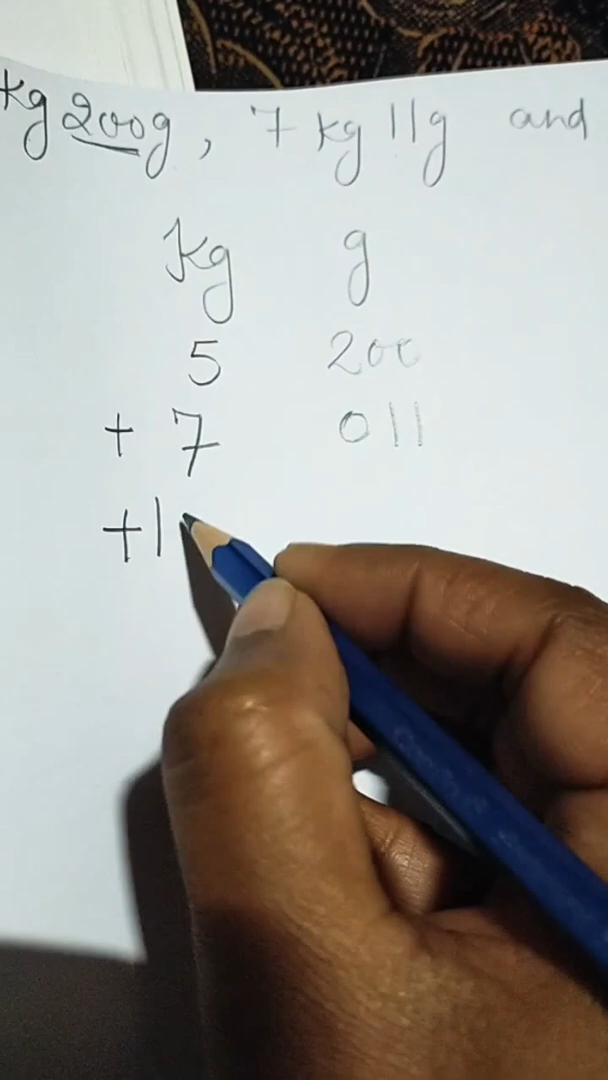 kg 200g, 7 kg 11g and
kg g
5 200
+ 7 011
+1